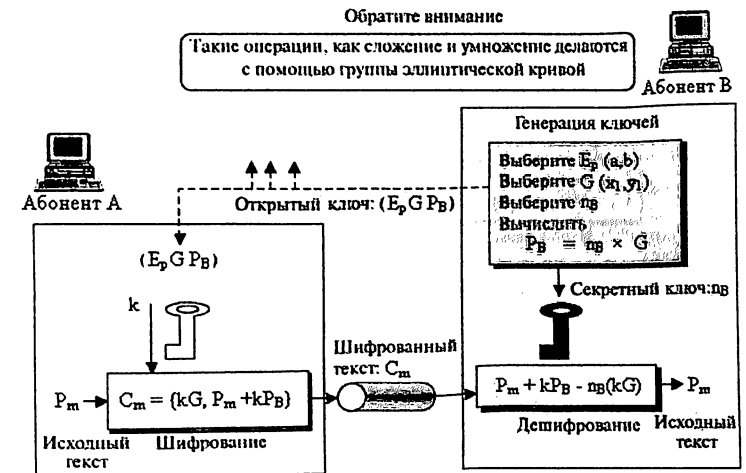 Обратите внимание
Такие операции, как сложение и умножение делаются
с помощью группы эллиптической кривой
Абонент В
Генерация ключей
Выберите Eₚ (a,b)
Выберите G (x₁,y₁)
Выберите nB
Вычислить
PB = nB × G
Абонент А
Открытый ключ: (EₚG PB)
(EₚG PB)
Секретный ключ:nB
k
Шифрованный
текст: Cₘ
Pₘ
Cₘ = {kG, Pₘ+kPB}
Pₘ + kPB - nB(kG)
Pₘ
Исходный
текст
Шифрование
Дешифрование
Исходный
текст